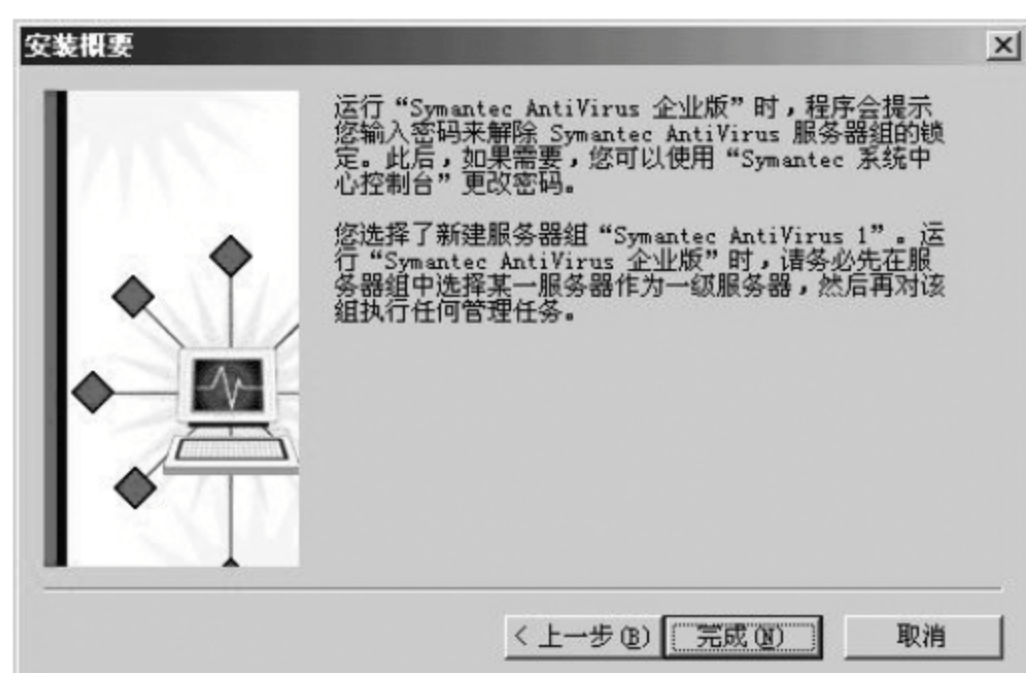 安装概要
运行“Symantec AntiVirus 企业版”时，程序会提示
您输入密码来解除 Symantec AntiVirus 服务器组的锁
定。此后，如果需要，您可以使用“Symantec 系统中
心控制台”更改密码。
您选择了新建服务器组“Symantec AntiVirus 1”。运
行“Symantec AntiVirus 企业版”时，请务必先在服
务器组中选择某一服务器作为一级服务器，然后再对该
组执行任何管理任务。
< 上一步(B) 完成(N) 取消